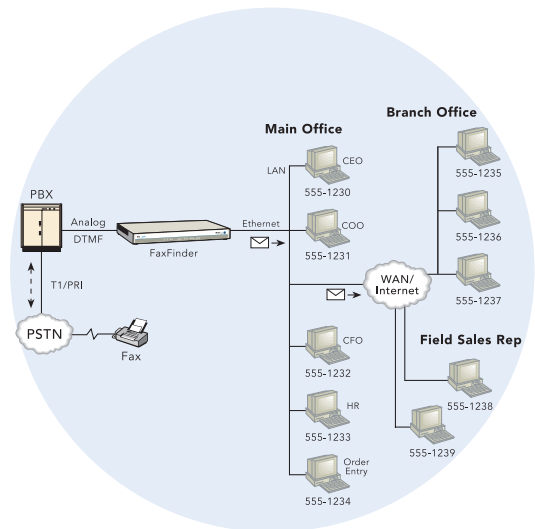 Branch Office
Main Office
LAN
CEO
555-1230
555-1235
PBX
Analog
DTMF
FaxFinder
Ethernet
COO
555-1231
555-1236
T1/PRI
WAN/
Internet
555-1237
PSTN
Fax
CFO
555-1232
Field Sales Rep
555-1238
HR
555-1233
555-1239
Order
Entry
555-1234